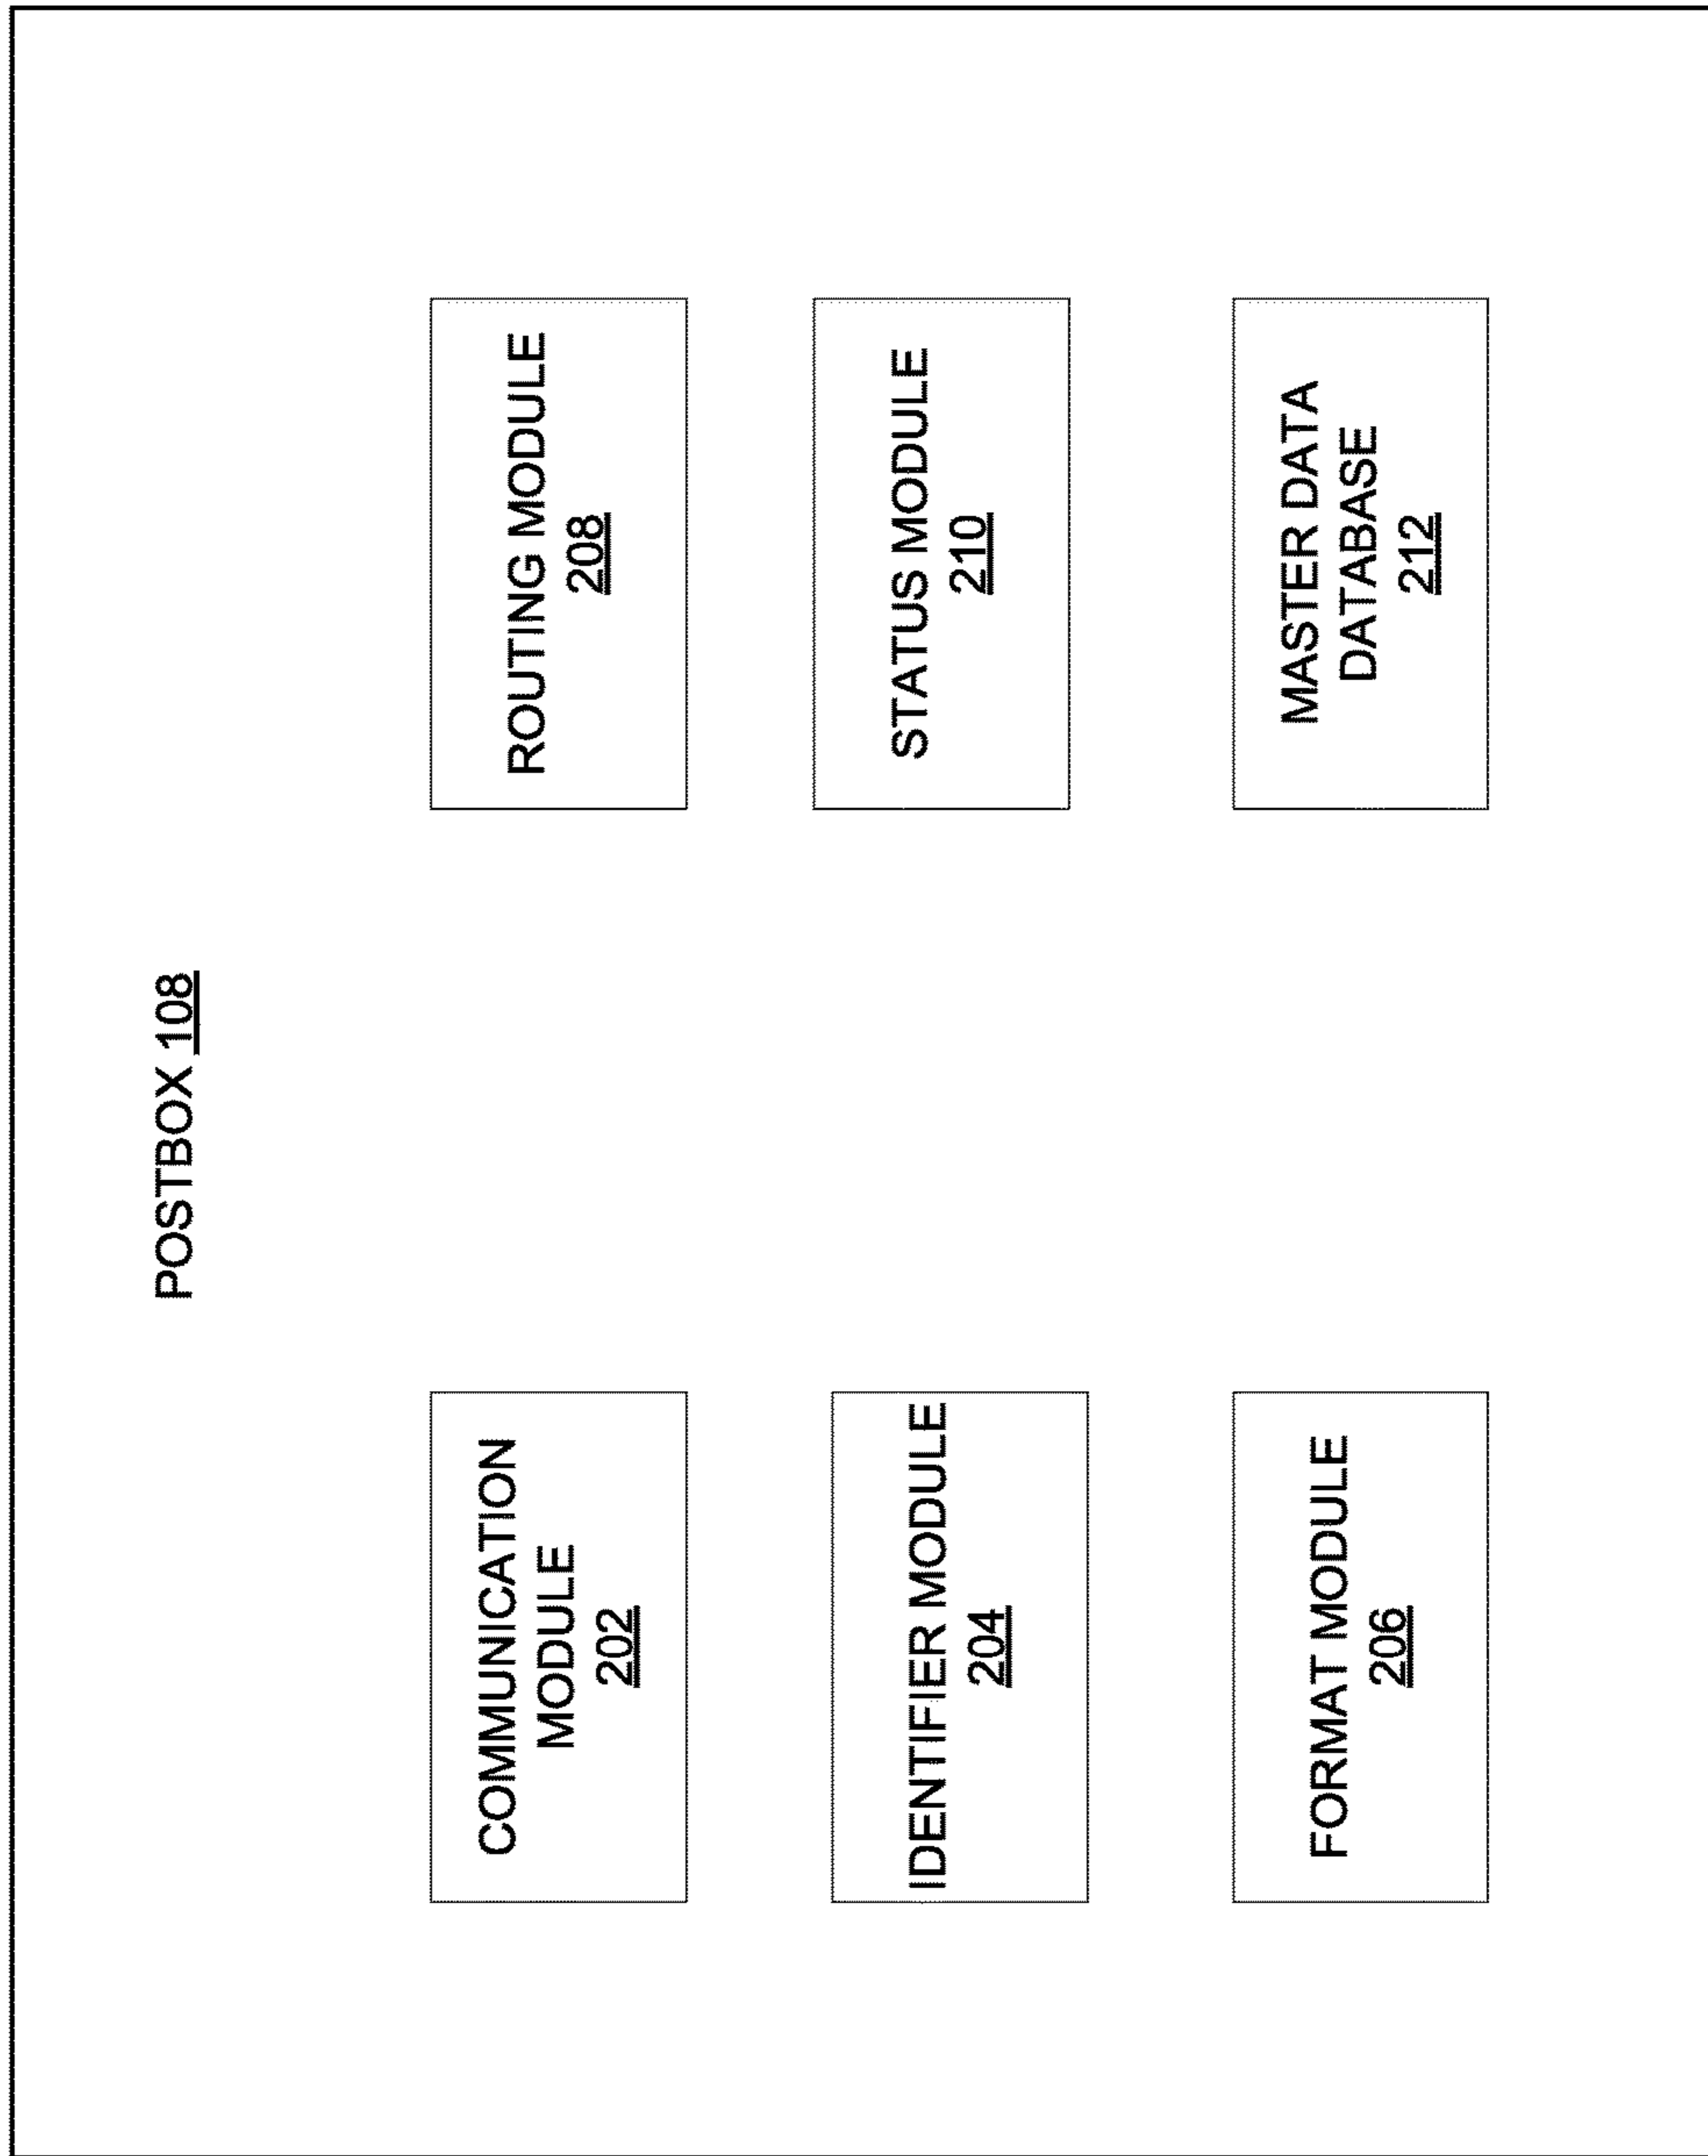 POSTBOX 108
COMMUNICATION
MODULE
202
IDENTIFIER MODULE
204
FORMAT MODULE
206
ROUTING MODULE
208
STATUS MODULE
210
MASTER DATA
DATABASE
212